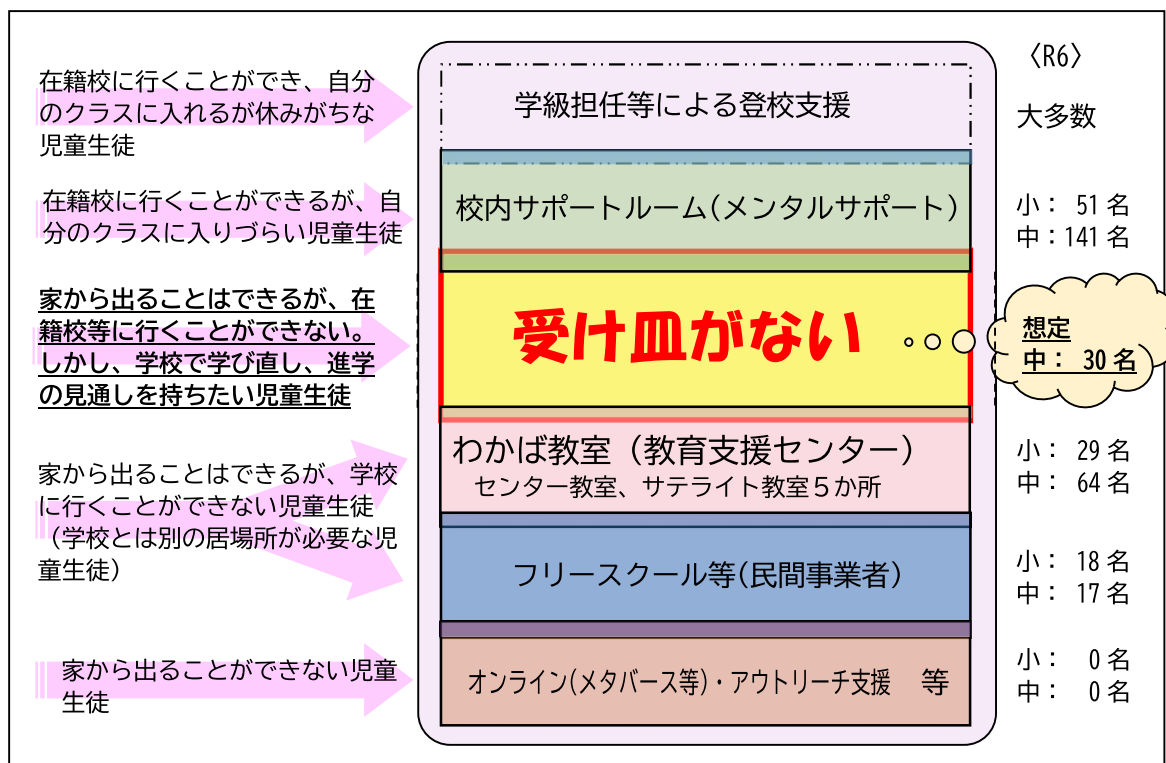 〈R6〉
在籍校に行くことができ、自分
のクラスに入れるが休みがちな
児童生徒
学級担任等による登校支援
大多数
在籍校に行くことができるが、自
分のクラスに入りづらい児童生徒
校内サポートルーム(メンタルサポート)
小： 51 名
中：141 名
家から出ることはできるが、在
籍校等に行くことができない。
しかし、学校で学び直し、進学
の見通しを持ちたい児童生徒
受け皿がない
想定
中： 30 名
家から出ることはできるが、学校
に行くことができない児童生徒
（学校とは別の居場所が必要な児
童生徒）
わかば教室（教育支援センター）
センター教室、サテライト教室５か所
小： 29 名
中： 64 名
フリースクール等(民間事業者)
小： 18 名
中： 17 名
家から出ることができない児童
生徒
オンライン(メタバース等)・アウトリーチ支援　等
小： 0 名
中： 0 名